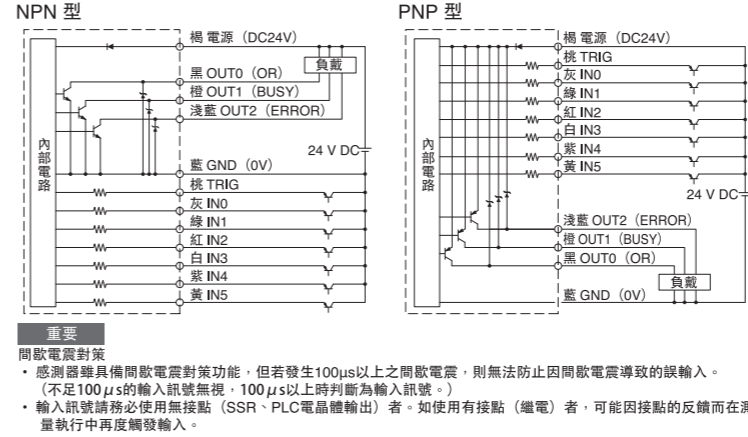 NPN 型
楬 電源（DC24V）
負戴
黑 OUT0（OR）
橙 OUT1（BUSY）
淺藍 OUT2（ERROR）
內部電路
24 V DC
藍 GND（0V）
桃 TRIG
灰 IN0
綠 IN1
紅 IN2
白 IN3
紫 IN4
黃 IN5
PNP 型
楬 電源（DC24V）
桃 TRIG
灰 IN0
綠 IN1
紅 IN2
白 IN3
紫 IN4
黃 IN5
內部電路
24 V DC
淺藍 OUT2（ERROR）
橙 OUT1（BUSY）
黑 OUT0（OR）
負戴
藍 GND（0V）
重要
間歇電震對策
• 感測器雖具備間歇電震對策功能，但若發生100µs以上之間歇電震，則無法防止因間歇電震導致的誤輸入。
（不足100µs的輸入訊號無視，100µs以上時判斷為輸入訊號。）
• 輸入訊號請務必使用無接點（SSR、PLC電晶體輸出）者。如使用有接點（繼電）者，可能因接點的反饋而在測
量執行中再度觸發輸入。